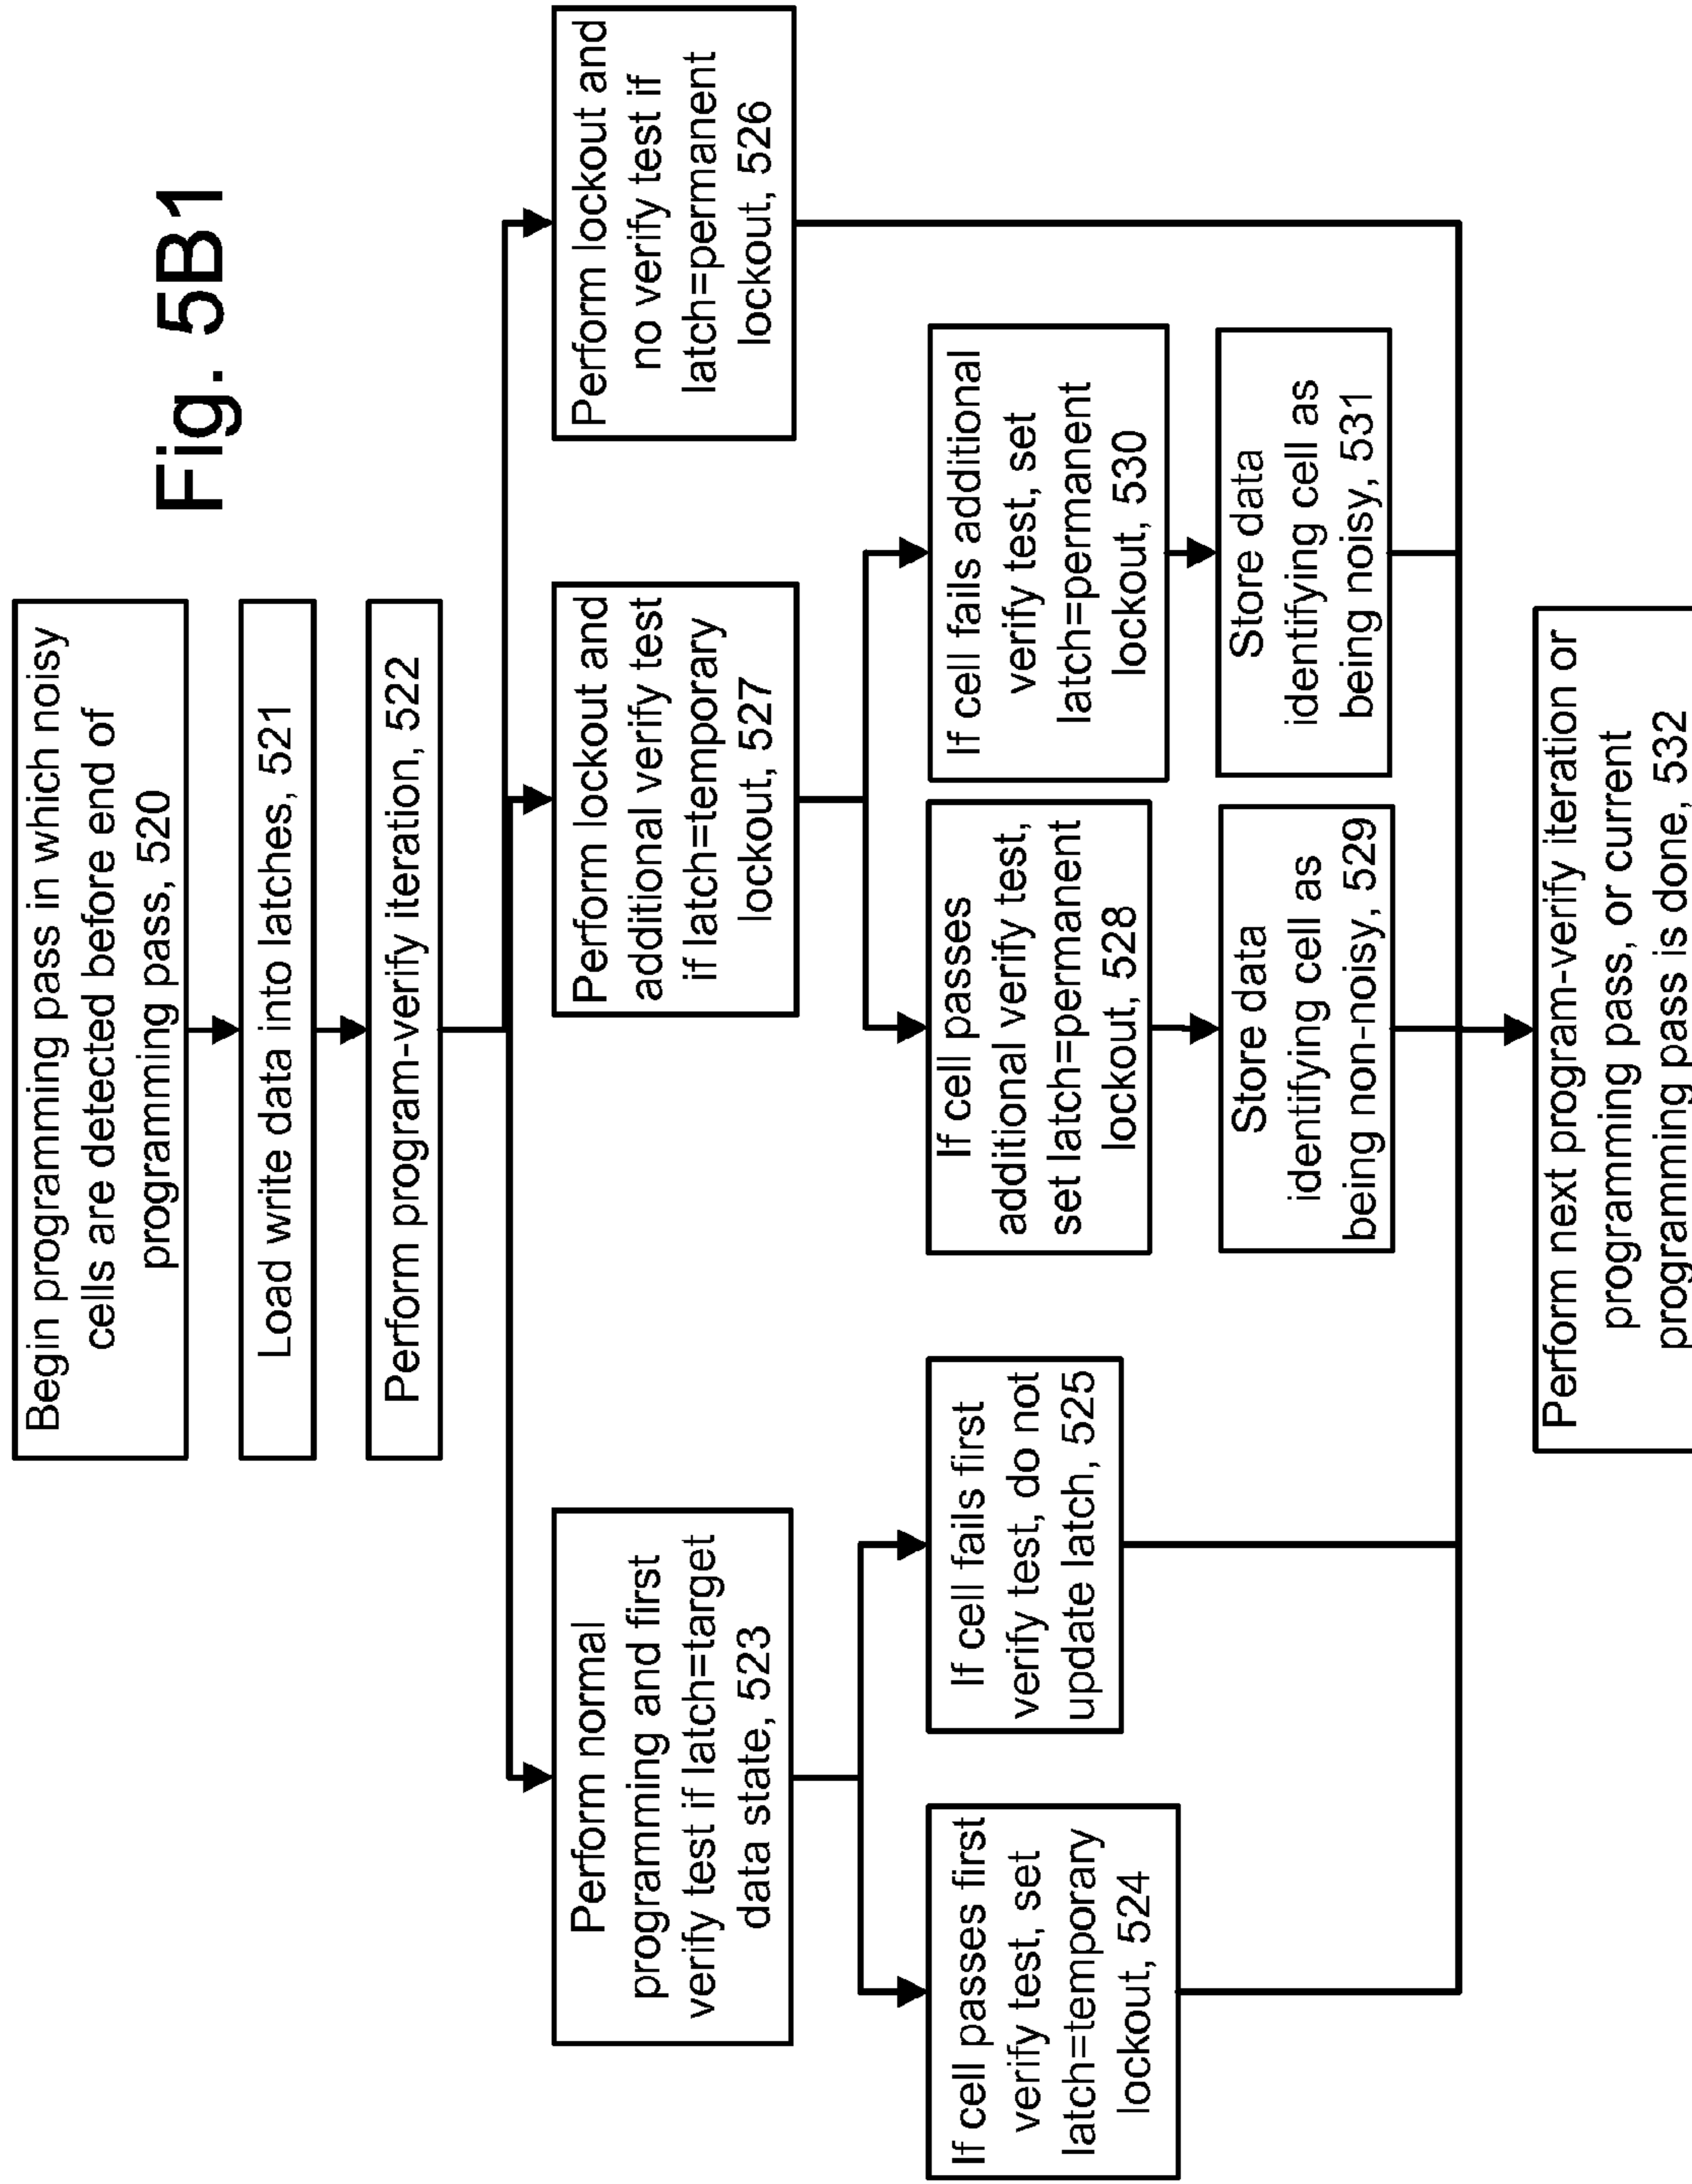 Fig. 5B1
Begin programming pass in which noisy
cells are detected before end of
programming pass, 520
Load write data into latches, 521
Perform program-verify iteration, 522
Perform normal
programming and first
verify test if latch=target
data state, 523
Perform lockout and
additional verify test
if latch=temporary
lockout, 527
Perform lockout and
no verify test if
latch=permanent
lockout, 526
If cell passes first
verify test, set
latch=temporary
lockout, 524
If cell fails first
verify test, do not
update latch, 525
If cell passes
additional verify test,
set latch=permanent
lockout, 528
If cell fails additional
verify test, set
latch=permanent
lockout, 530
Store data
identifying cell as
being non-noisy, 529
Store data
identifying cell as
being noisy, 531
Perform next program-verify iteration or
programming pass, or current
programming pass is done, 532